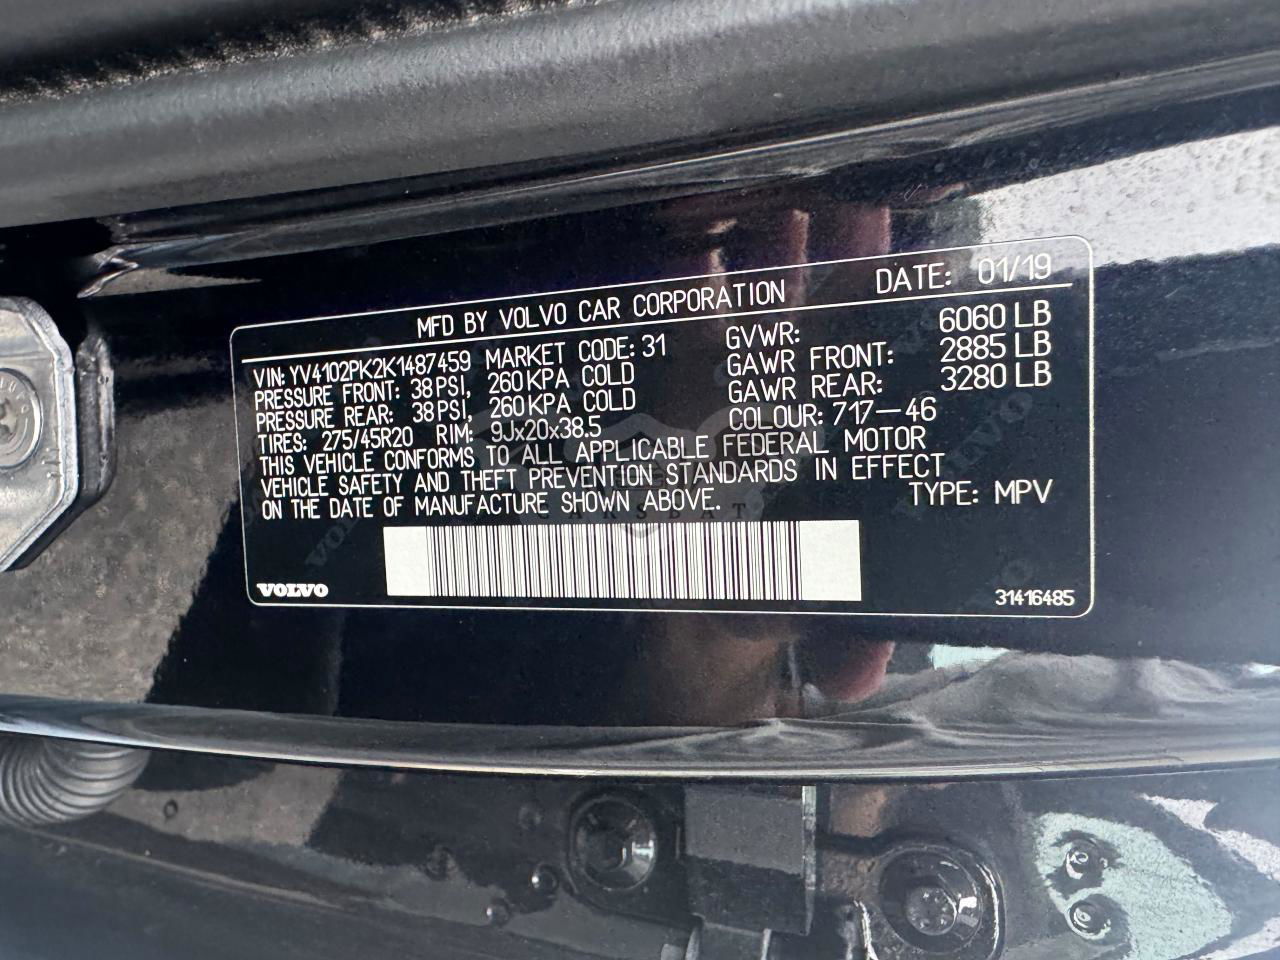 MFD BY VOLVO CAR CORPORATION DATE: 01/19
VIN: YV4102PK2K1487459 MARKET CODE: 31 GVWR: 6060 LB
PRESSURE FRONT: 38 PSI, 260 KPA COLD GAWR FRONT: 2885 LB
PRESSURE REAR: 38 PSI, 260 KPA COLD GAWR REAR: 3280 LB
TIRES: 275/45R20 RIM: 9Jx20x38.5 COLOUR: 717-46
THIS VEHICLE CONFORMS TO ALL APPLICABLE FEDERAL MOTOR
VEHICLE SAFETY AND THEFT PREVENTION STANDARDS IN EFFECT
ON THE DATE OF MANUFACTURE SHOWN ABOVE. TYPE: MPV
CARSBAT
VOLVO 31416485